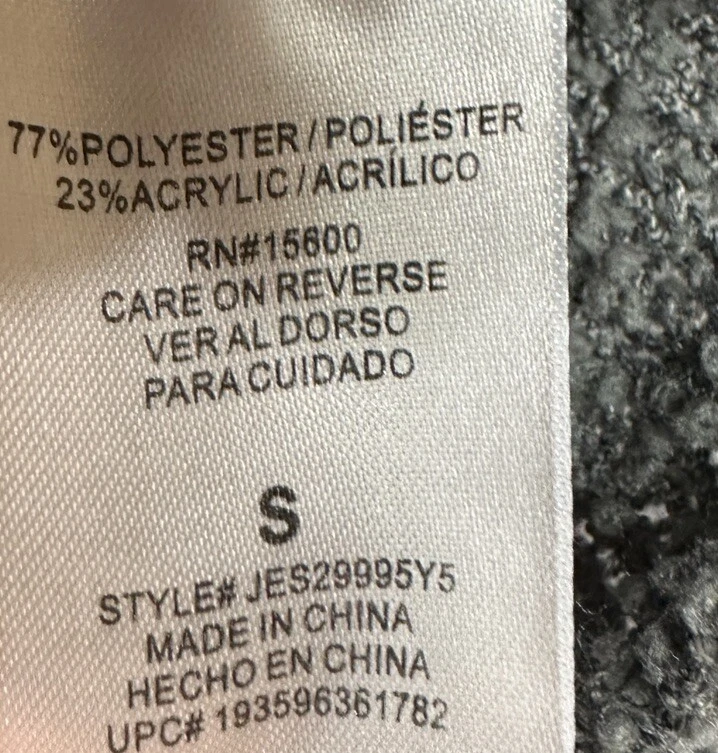 77%POLYESTER/POLIÉSTER
23%ACRYLIC/ACRÍLICO
RN#15600
CARE ON REVERSE
VER AL DORSO
PARA CUIDADO
S
STYLE# JES29995Y5
MADE IN CHINA
HECHO EN CHINA
UPC# 193596361782